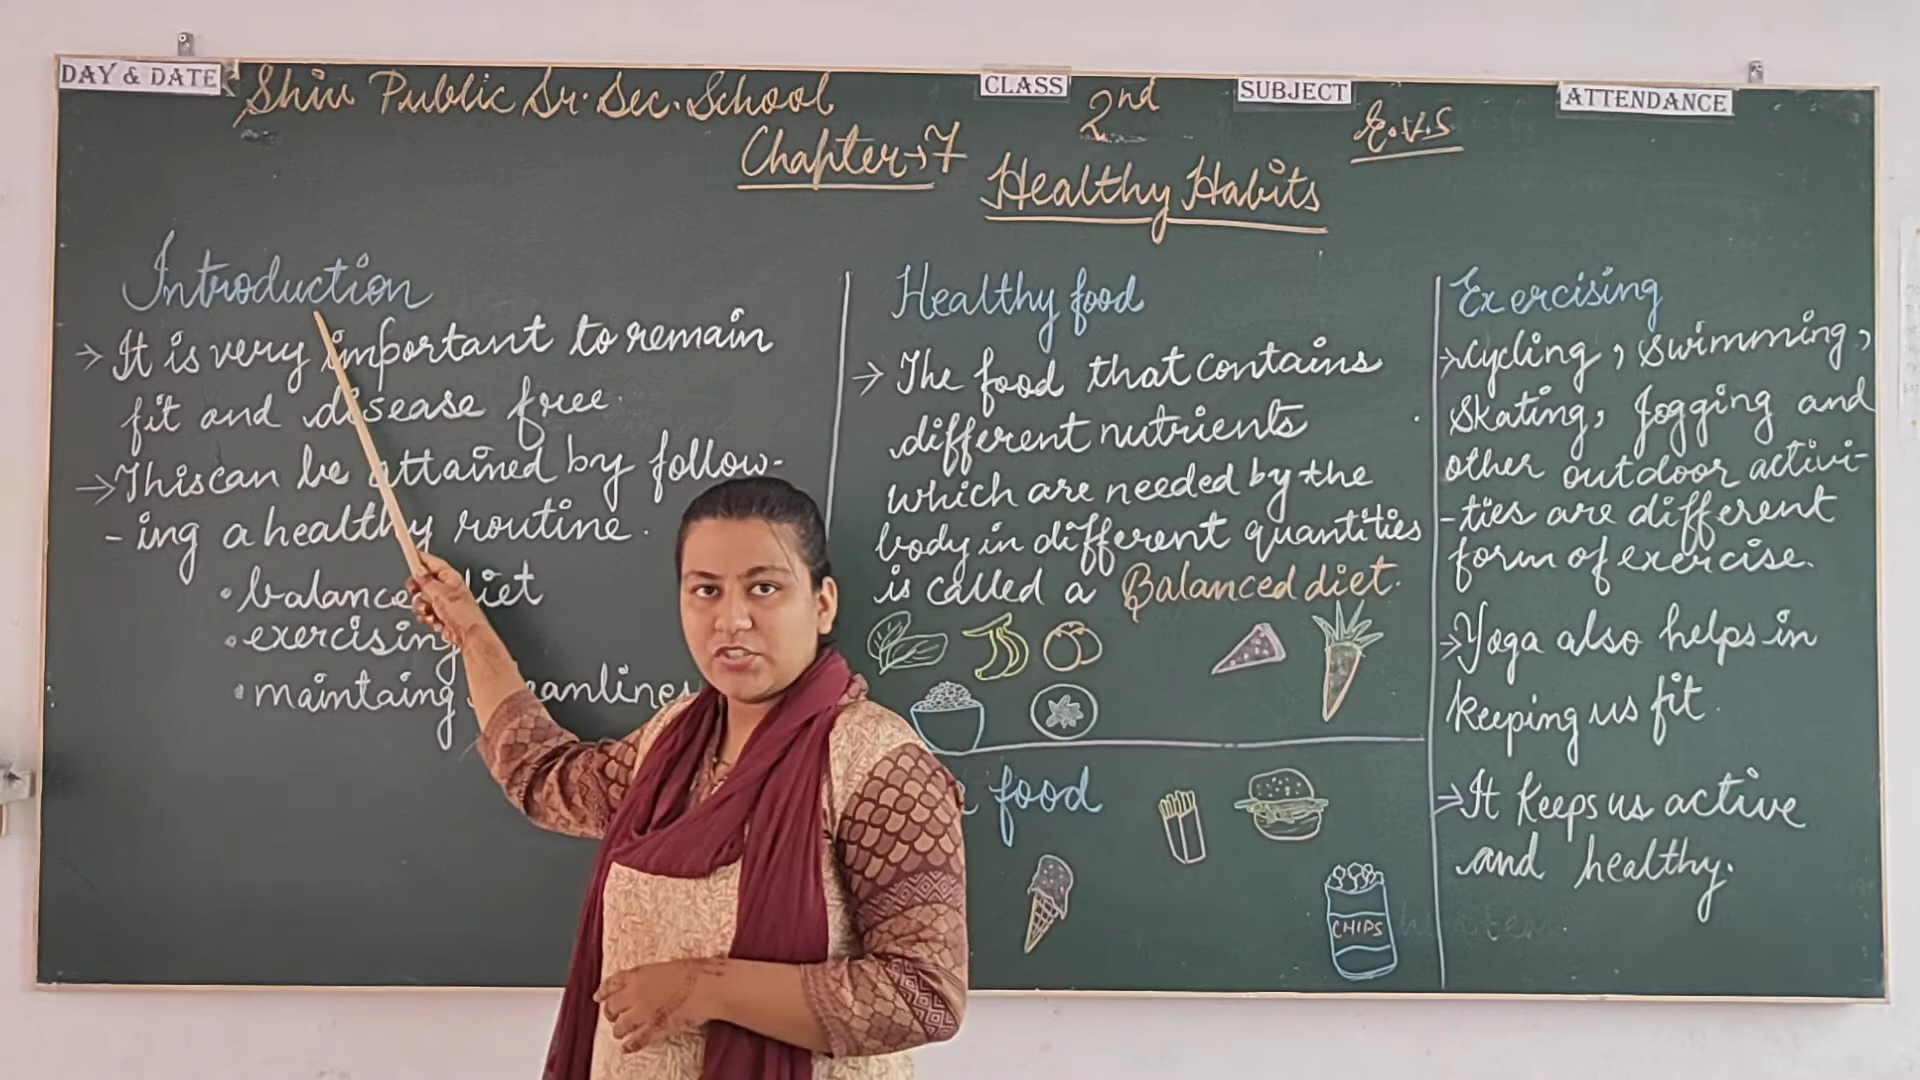 DAY & DATE
Shiv Public Sr. Sec. School
CLASS
2nd
SUBJECT
E.V.S
ATTENDANCE
Chapter→7
Healthy Habits
Introduction
→ It is very important to remain
fit and disease free.
→ This can be attained by follow-
-ing a healthy routine.
• balanced diet
• exercising
• maintaing
Healthy food
→ The food that contains
different nutrients
which are needed by the
body in different quantities
is called a Balanced diet.
food
CHIPS
Exercising
→ Cycling, swimming,
Skating, Jogging and
other outdoor activi-
-ties are different
form of exercise.
→ Yoga also helps in
keeping us fit.
→ It keeps us active
and healthy.